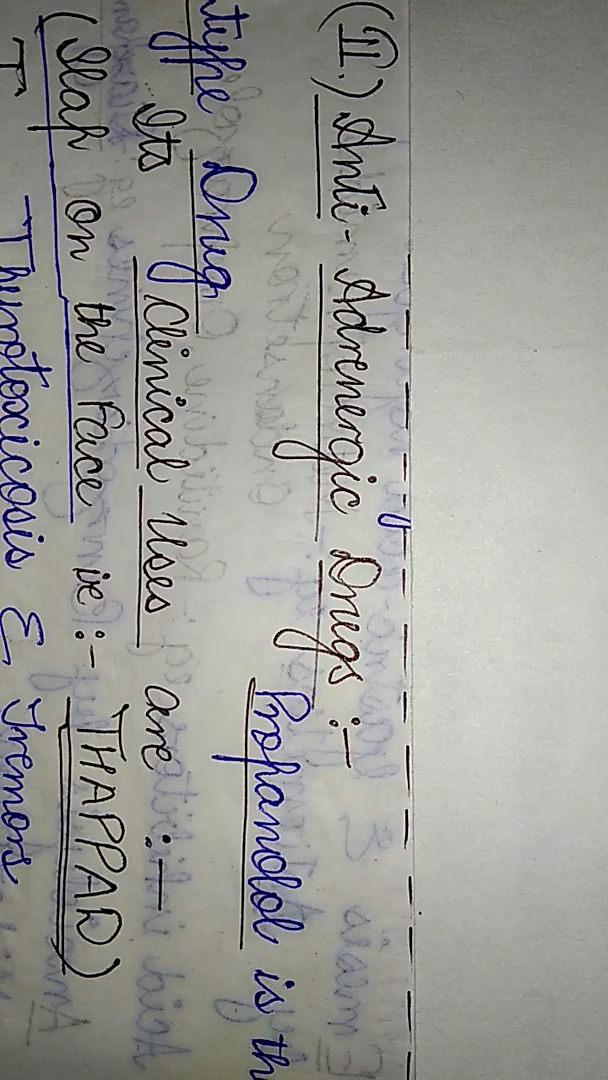 (II.) Anti-Adrenergic Drugs :-
Propanolol is th
type Drug
Its Clinical Uses are :-
(Slap on the Face ie :- THAPPAD)
T Thyrotoxicosis & Tremors